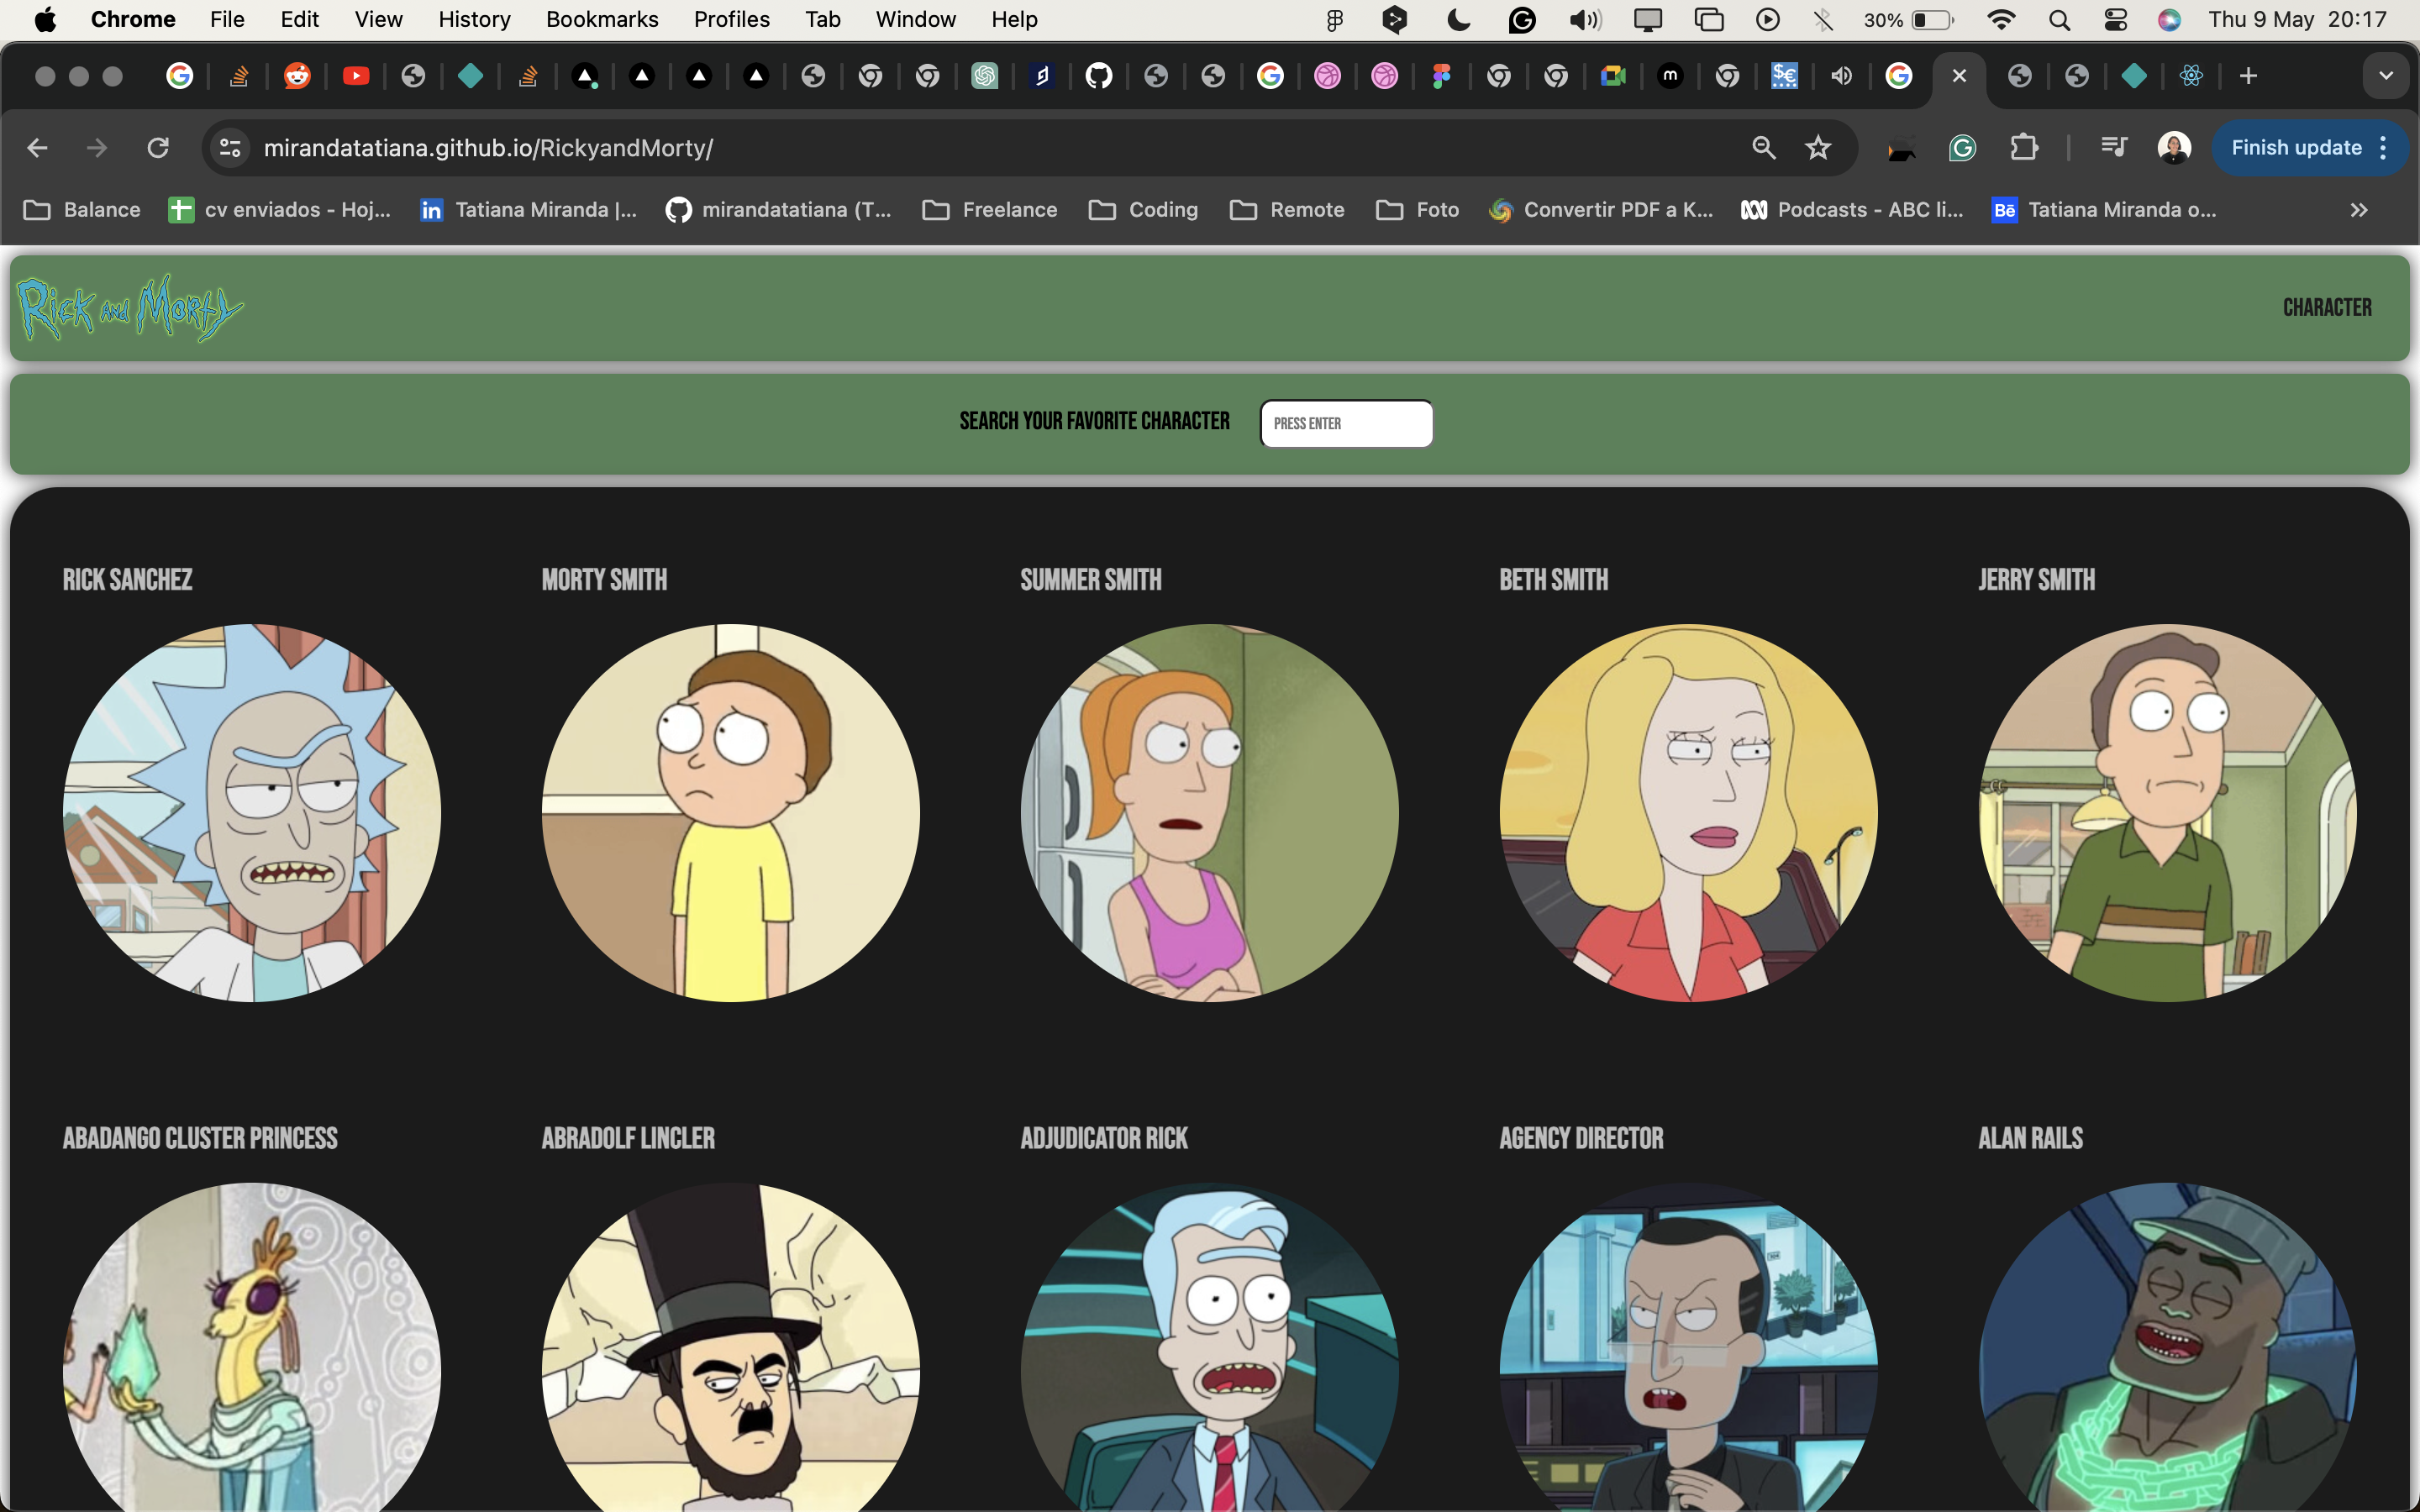 Chrome File Edit View History Bookmarks Profiles Tab Window Help 30% Thu 9 May 20:17
mirandatatiana.github.io/RickyandMorty/ Finish update
Balance cv enviados - Hoj... Tatiana Miranda |... mirandatatiana (T... Freelance Coding Remote Foto Convertir PDF a K... Podcasts - ABC li... Tatiana Miranda o...
Rick and Morty CHARACTER
SEARCH YOUR FAVORITE CHARACTER PRESS ENTER
RICK SANCHEZ MORTY SMITH SUMMER SMITH BETH SMITH JERRY SMITH
ABADANGO CLUSTER PRINCESS ABRADOLF LINCLER ADJUDICATOR RICK AGENCY DIRECTOR ALAN RAILS